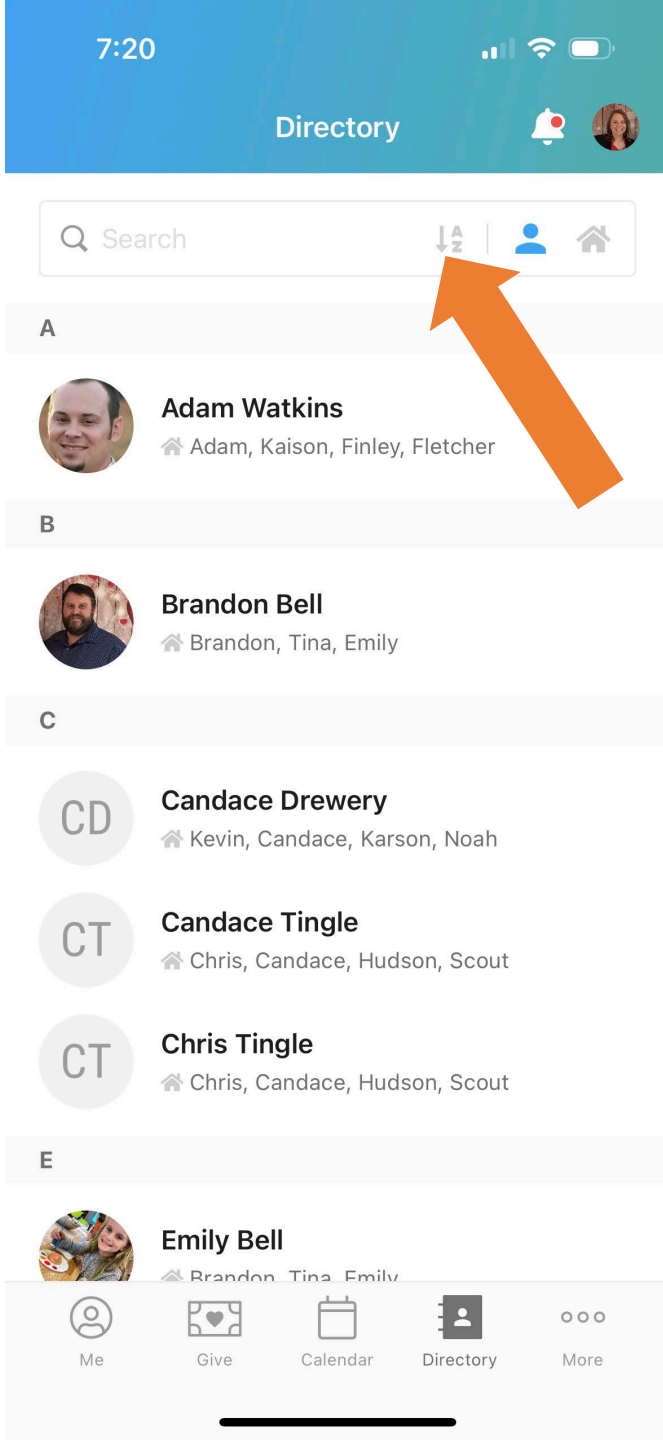 7:20
Directory
Search
A
Z
A
Adam Watkins
Adam, Kaison, Finley, Fletcher
B
Brandon Bell
Brandon, Tina, Emily
C
CD
Candace Drewery
Kevin, Candace, Karson, Noah
CT
Candace Tingle
Chris, Candace, Hudson, Scout
CT
Chris Tingle
Chris, Candace, Hudson, Scout
E
Emily Bell
Brandon, Tina, Emily
Me Give Calendar Directory More